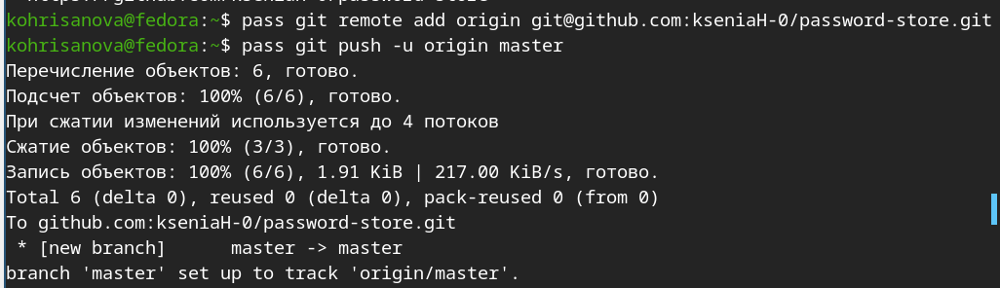 kohrisanova@fedora:~$ pass git remote add origin git@github.com:kseniaH-0/password-store.git
kohrisanova@fedora:~$ pass git push -u origin master
Перечисление объектов: 6, готово.
Подсчет объектов: 100% (6/6), готово.
При сжатии изменений используется до 4 потоков
Сжатие объектов: 100% (3/3), готово.
Запись объектов: 100% (6/6), 1.91 KiB | 217.00 KiB/s, готово.
Total 6 (delta 0), reused 0 (delta 0), pack-reused 0 (from 0)
To github.com:kseniaH-0/password-store.git
 * [new branch]      master -> master
branch 'master' set up to track 'origin/master'.